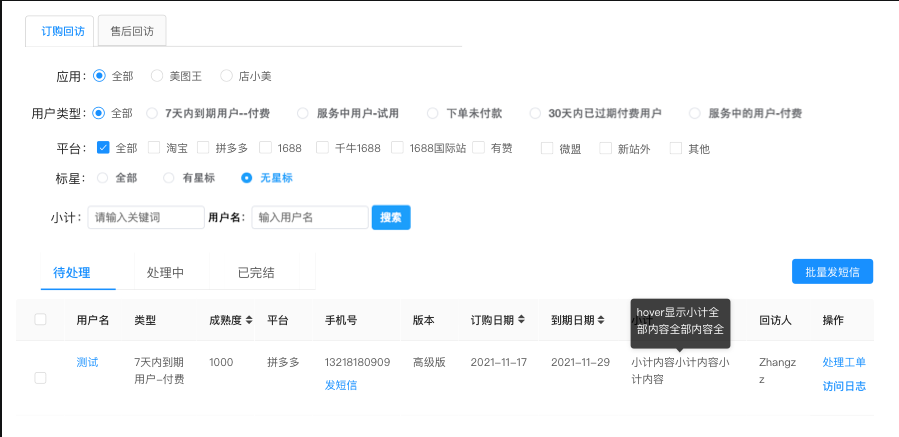 订购回访 售后回访
应用： 全部 美图王 店小美
用户类型： 全部 7天内到期用户--付费 服务中用户-试用 下单未付款 30天内已过期付费用户 服务中的用户-付费
平台： 全部 淘宝 拼多多 1688 千牛1688 1688国际站 有赞 微盟 新站外 其他
标星： 全部 有星标 无星标
小计： 请输入关键词 用户名： 输入用户名 搜索
待处理 处理中 已完结 批量发短信
hover显示小计全
部内容全部内容全
用户名 类型 成熟度 平台 手机号 版本 订购日期 到期日期 小计 回访人 操作
测试 7天内到期 1000 拼多多 13218180909 高级版 2021-11-17 2021-11-29 小计内容小计内容小 Zhangz 处理工单
用户-付费 发短信 计内容 z 访问日志